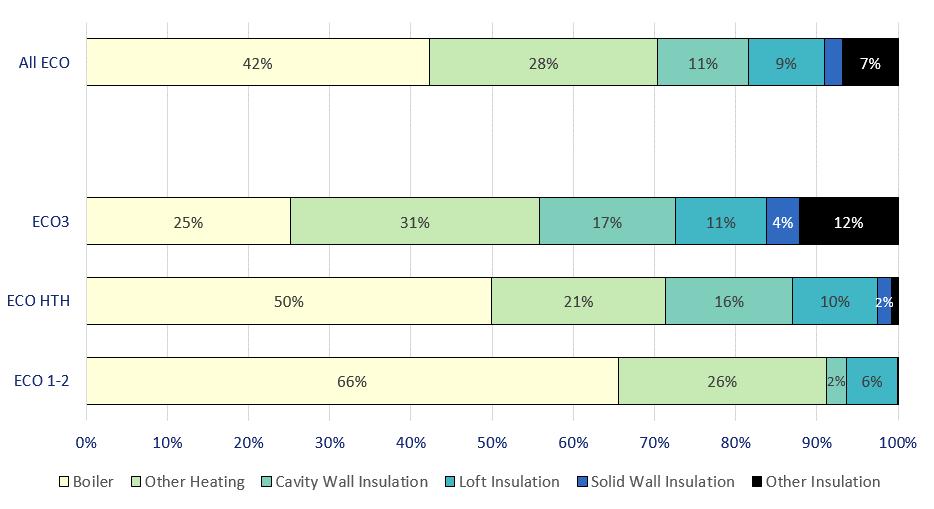 All ECO 42% 28% 11% 9% 7%
ECO3 25% 31% 17% 11% 4% 12%
ECO HTH 50% 21% 16% 10% 2%
ECO 1-2 66% 26% 2% 6%
0% 10% 20% 30% 40% 50% 60% 70% 80% 90% 100%
Boiler Other Heating Cavity Wall Insulation Loft Insulation Solid Wall Insulation Other Insulation